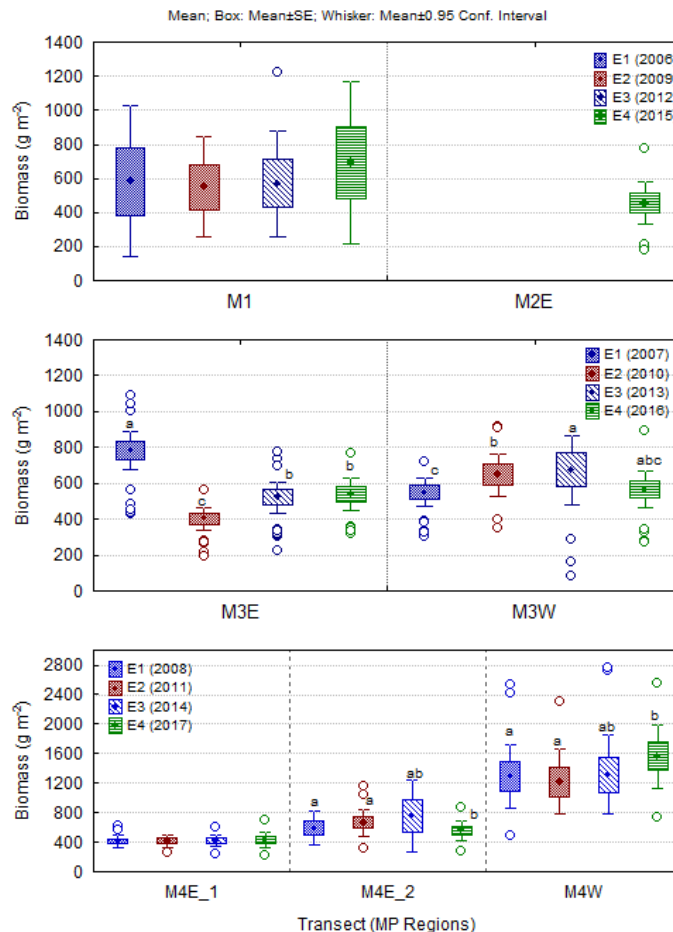 Mean; Box: Mean±SE; Whisker: Mean±0.95 Conf. Interval
Biomass (g m-2)
1400
1200
1000
800
600
400
200
0
E1 (2006
E2 (2009
E3 (2012
E4 (2015
M1 M2E
Biomass (g m-2)
1400
1200
1000
800
600
400
200
0
E1 (2007)
E2 (2010)
E3 (2013)
E4 (2016)
a c b b c b a abc
M3E M3W
Biomass (g m-2)
2800
2400
2000
1600
1200
800
400
0
E1 (2008)
E2 (2011)
E3 (2014)
E4 (2017)
a a ab b a a ab b
M4E_1 M4E_2 M4W
Transect (MP Regions)